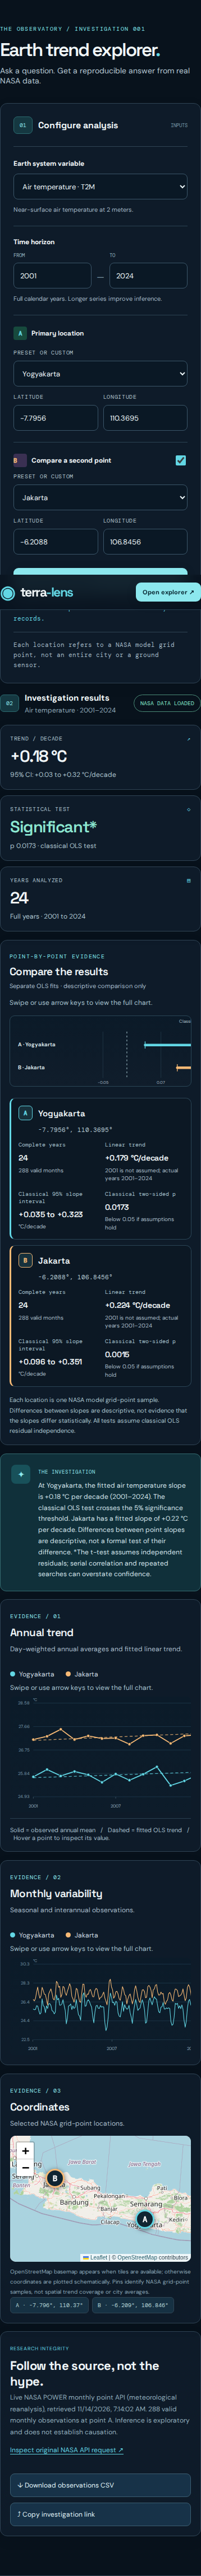 THE OBSERVATORY / INVESTIGATION 001
Earth trend explorer.
Ask a question. Get a reproducible answer from real
NASA data.
01
Configure analysis
INPUTS
Earth system variable
Air temperature · T2M
Near-surface air temperature at 2 meters.
Time horizon
FROM
TO
2001
—
2024
Full calendar years. Longer series improve inference.
A
Primary location
PRESET OR CUSTOM
Yogyakarta
LATITUDE
LONGITUDE
-7.7956
110.3695
B
Compare a second point
PRESET OR CUSTOM
Jakarta
LATITUDE
LONGITUDE
-6.2088
106.8456
terra-lens
Open explorer ↗
records.
Each location refers to a NASA model grid
point, not an entire city or a ground
sensor.
02
Investigation results
Air temperature · 2001–2024
NASA DATA LOADED
TREND / DECADE
+0.18 °C
95% CI: +0.03 to +0.32 °C/decade
STATISTICAL TEST
Significant*
p 0.0173 · classical OLS test
YEARS ANALYZED
24
Full years · 2001 to 2024
POINT-BY-POINT EVIDENCE
Compare the results
Separate OLS fits · descriptive comparison only
Swipe or use arrow keys to view the full chart.
Class
A · Yogyakarta
B · Jakarta
0.07
A
Yogyakarta
-7.7956°, 110.3695°
Complete years
Linear trend
24
+0.179 °C/decade
288 valid months
2001 is not assumed; actual
years 2001–2024
Classical 95% slope
interval
Classical two-sided p
+0.035 to +0.323
0.0173
°C/decade
Below 0.05 if assumptions
hold
B
Jakarta
-6.2088°, 106.8456°
Complete years
Linear trend
24
+0.224 °C/decade
288 valid months
2001 is not assumed; actual
years 2001–2024
Classical 95% slope
interval
Classical two-sided p
+0.096 to +0.351
0.0015
°C/decade
Below 0.05 if assumptions
hold
Each location is one NASA model grid-point sample.
Differences between slopes are descriptive, not evidence that
the slopes differ statistically. All tests assume classical OLS
residual independence.
THE INVESTIGATION
At Yogyakarta, the fitted air temperature slope
is +0.18 °C per decade (2001–2024). The
classical OLS test crosses the 5% significance
threshold. Jakarta has a fitted slope of +0.22 °C
per decade. Differences between point slopes
are descriptive, not a formal test of their
difference. *The t-test assumes independent
residuals; serial correlation and repeated
searches can overstate confidence.
EVIDENCE / 01
Annual trend
Day-weighted annual averages and fitted linear trend.
Yogyakarta
Jakarta
Swipe or use arrow keys to view the full chart.
°C
2001
2007
Solid = observed annual mean / Dashed = fitted OLS trend /
Hover a point to inspect its value.
EVIDENCE / 02
Monthly variability
Seasonal and interannual observations.
Yogyakarta
Jakarta
Swipe or use arrow keys to view the full chart.
°C
2001
2007
EVIDENCE / 03
Coordinates
Selected NASA grid-point locations.
+
−
B
A
Jawa Barat
Jawa Tengah
Subang
Pekalongan
Pati
Bandung
Semarang
Banjar
Cilacap
Kediri
Leaflet | © OpenStreetMap contributors
OpenStreetMap basemap appears when tiles are available; otherwise
coordinates are plotted schematically. Pins identify NASA grid-point
samples, not spatial trend coverage or city averages.
A · -7.796°, 110.37°
B · -6.209°, 106.846°
RESEARCH INTEGRITY
Follow the source, not the
hype.
Live NASA POWER monthly point API (meteorological
reanalysis), retrieved 11/14/2026, 7:14:02 AM. 288 valid
monthly observations at point A. Inference is exploratory
and does not establish causation.
Inspect original NASA API request ↗
↓ Download observations CSV
⤴ Copy investigation link